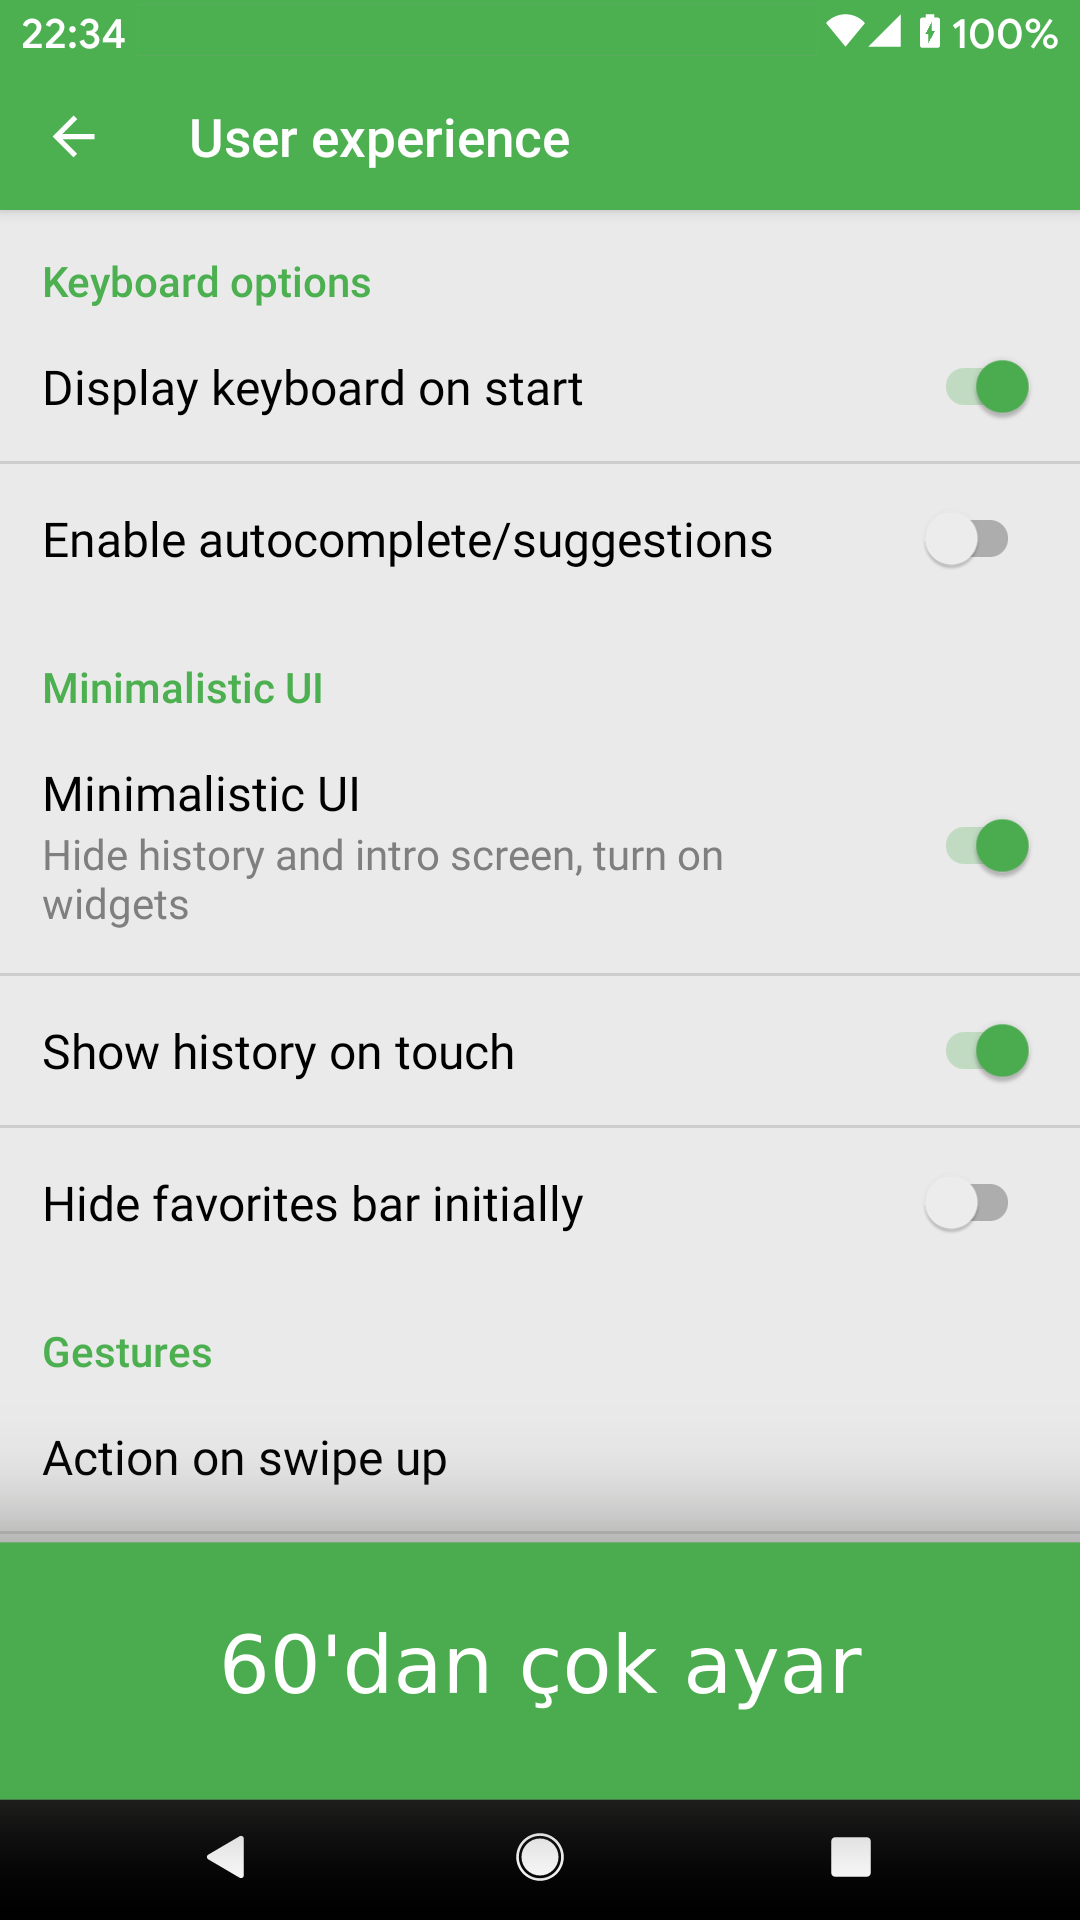 22:34
100%
User experience
Keyboard options
Display keyboard on start
Enable autocomplete/suggestions
Minimalistic UI
Minimalistic UI
Hide history and intro screen, turn on
widgets
Show history on touch
Hide favorites bar initially
Gestures
Action on swipe up
60'dan çok ayar